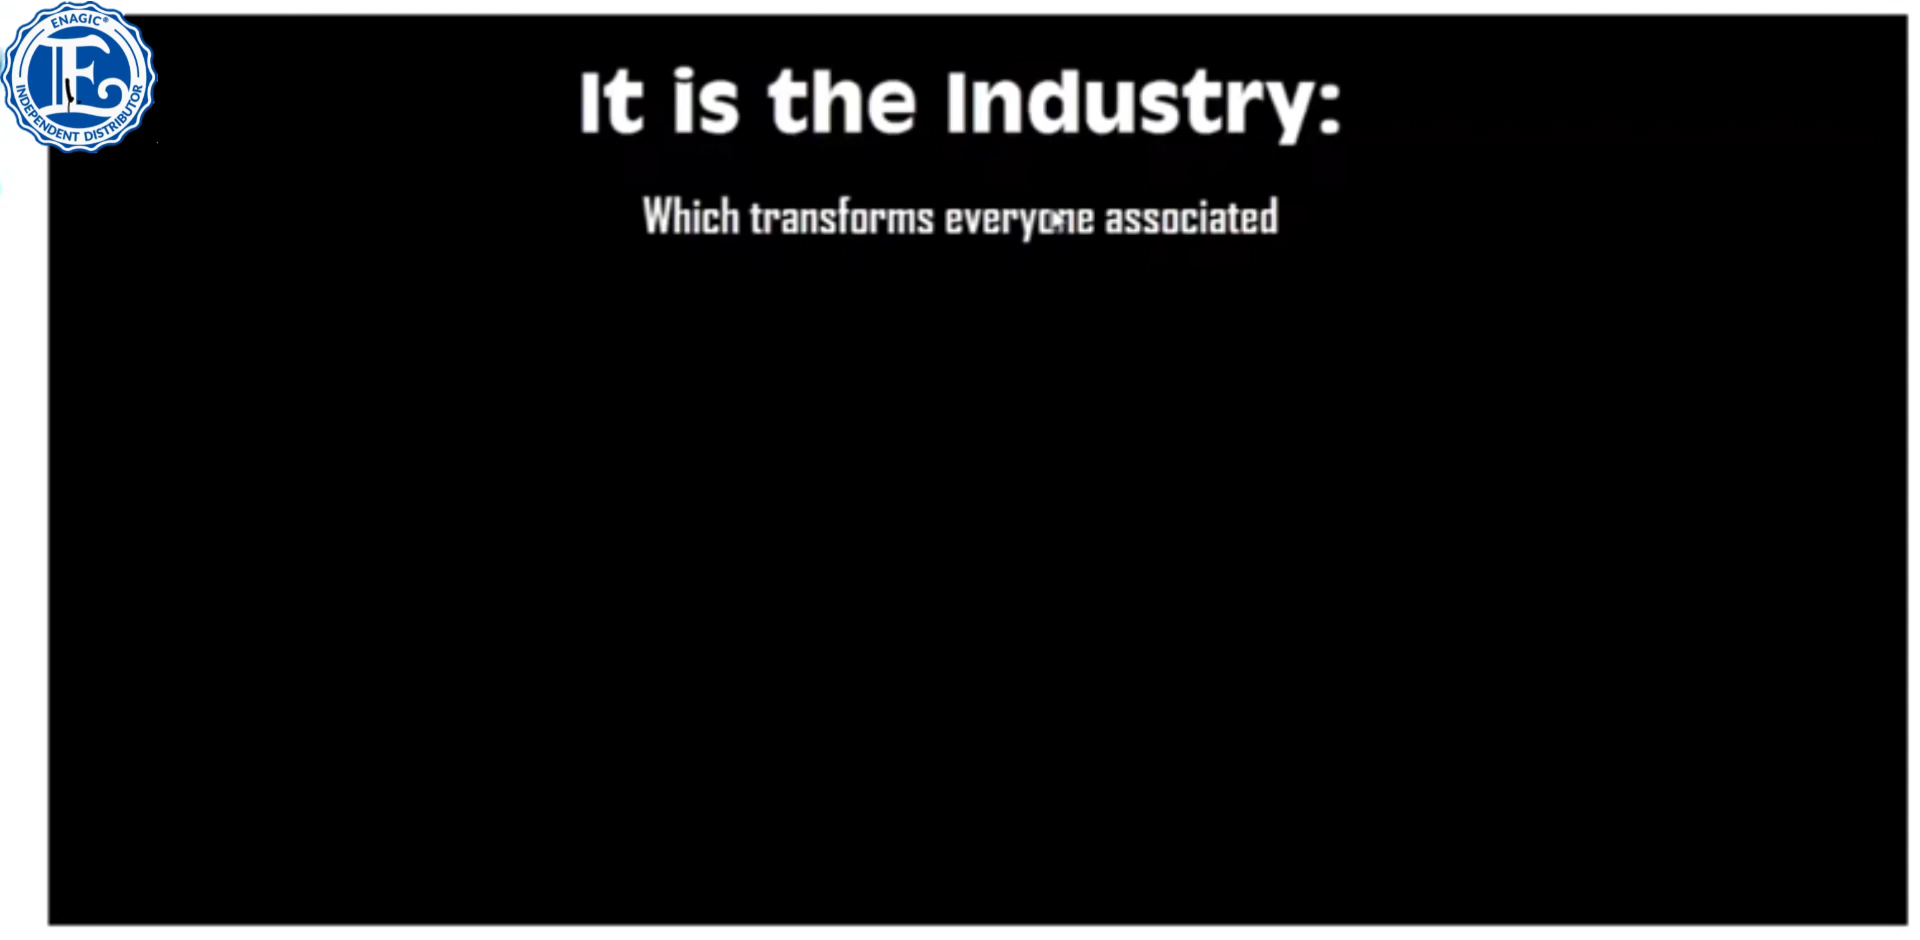 ENAGIC®
E
INDEPENDENT DISTRIBUTOR
It is the Industry:
Which transforms everyone associated